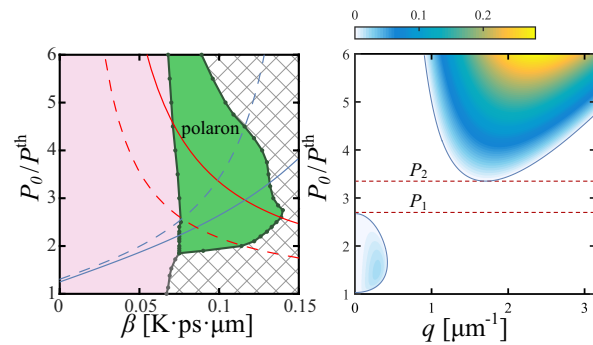 0 0.1 0.2
6
5
4
3
2
1
P₀/Pᵗʰ
polaron
0 0.05 0.10 0.15
β [K·ps·μm]
6
5
4
3
2
1
P₀/Pᵗʰ
P₂
P₁
0 1 2 3
q [μm⁻¹]